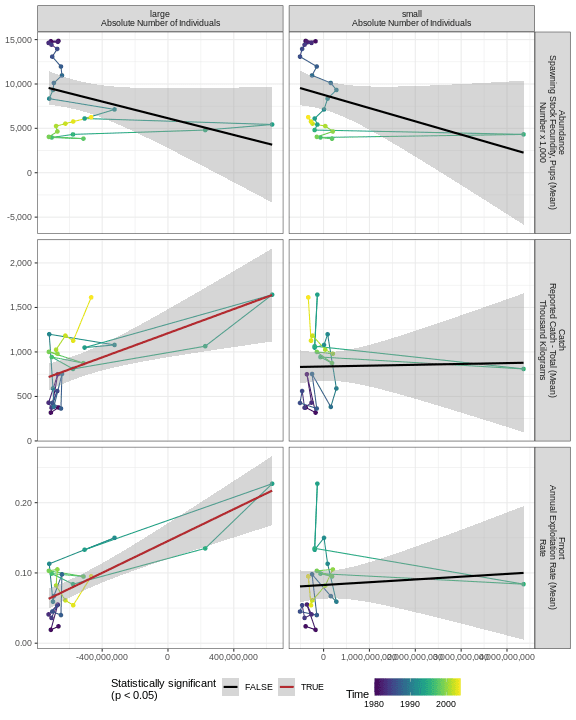 large
Absolute Number of Individuals
small
Absolute Number of Individuals
15,000
10,000
5,000
0
-5,000
Abundance
Spawning Stock Fecundity, Pups (Mean)
Number x 1,000
2,000
1,500
1,000
500
0
Catch
Reported Catch - Total (Mean)
Thousand Kilograms
0.20
0.10
0.00
Fmort
Annual Exploitation Rate (Mean)
Rate
-400,000,000
0
400,000,000
0
1,000,000,000
2,000,000,000
3,000,000,000
4,000,000,000
Statistically significant
(p < 0.05)
FALSE
TRUE
Time
1980
1990
2000